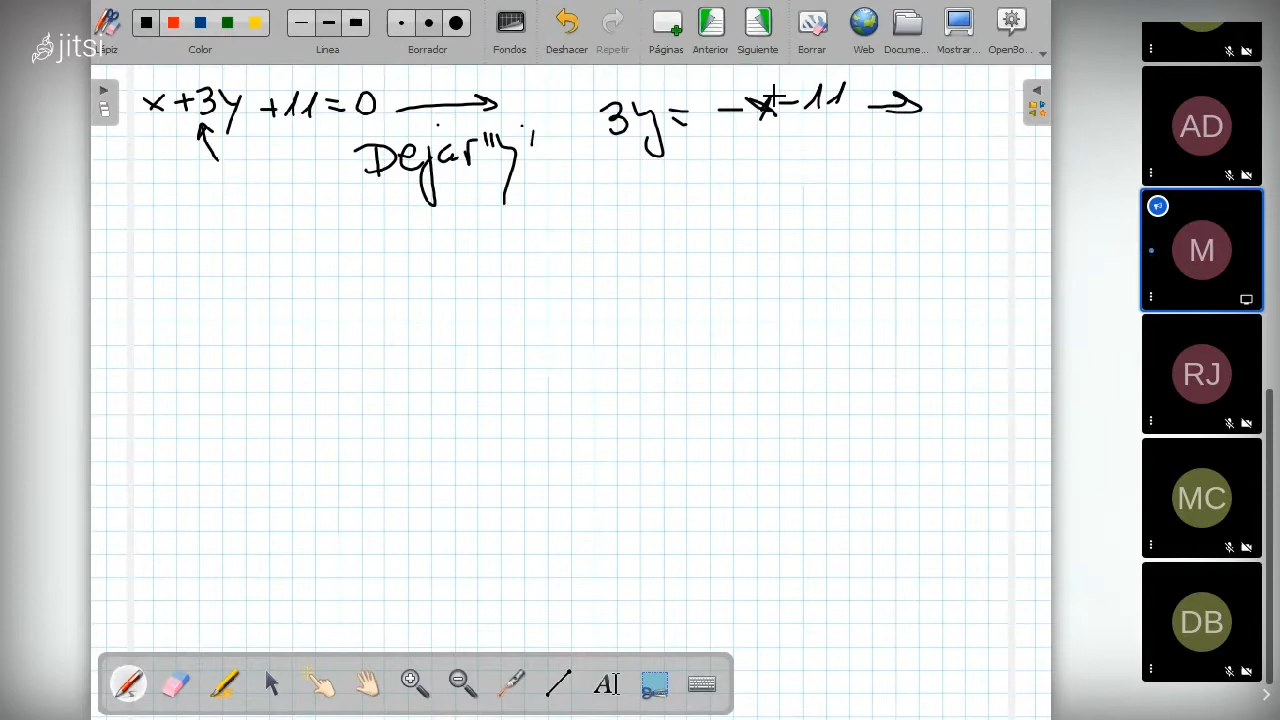 jitsi
Lápiz Color Linea Borrador Fondos Deshacer Repetir Páginas Anterior Siguiente Borrar Web Docume... Mostrar... OpenBo...
x + 3y + 11 = 0 → 3y = -x - 11 →
Dejar "y"
AD
M
RJ
MC
DB